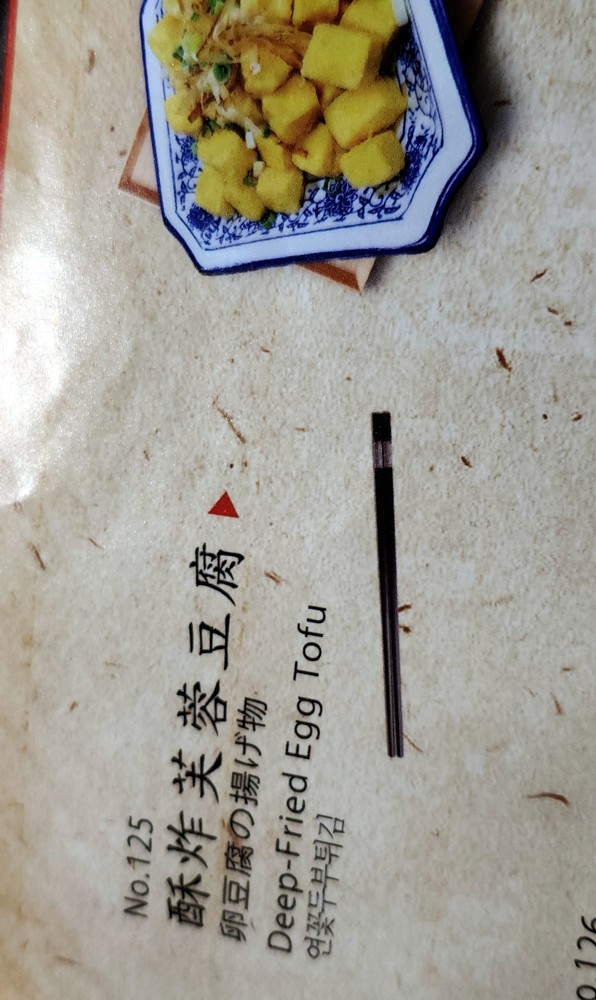 No.125
酥炸芙蓉豆腐
卵豆腐の揚げ物
Deep-Fried Egg Tofu
연꽃두부튀김
o.126